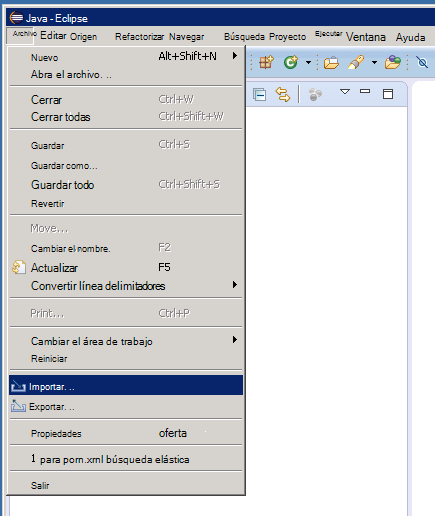 Java - Eclipse
Archivo Editar Origen Refactorizar Navegar Búsqueda Proyecto Ejecutar Ventana Ayuda
Nuevo Alt+Shift+N
Abra el archivo. ..
Cerrar Ctrl+W
Cerrar todas Ctrl+Shift+W
Guardar Ctrl+S
Guardar como...
Guardar todo Ctrl+Shift+S
Revertir
Move...
Cambiar el nombre. F2
Actualizar F5
Convertir línea delimitadores
Print... Ctrl+P
Cambiar el área de trabajo
Reiniciar
Importar. ..
Exportar. ..
Propiedades oferta
1 para pom.xrnl búsqueda elástica
Salir